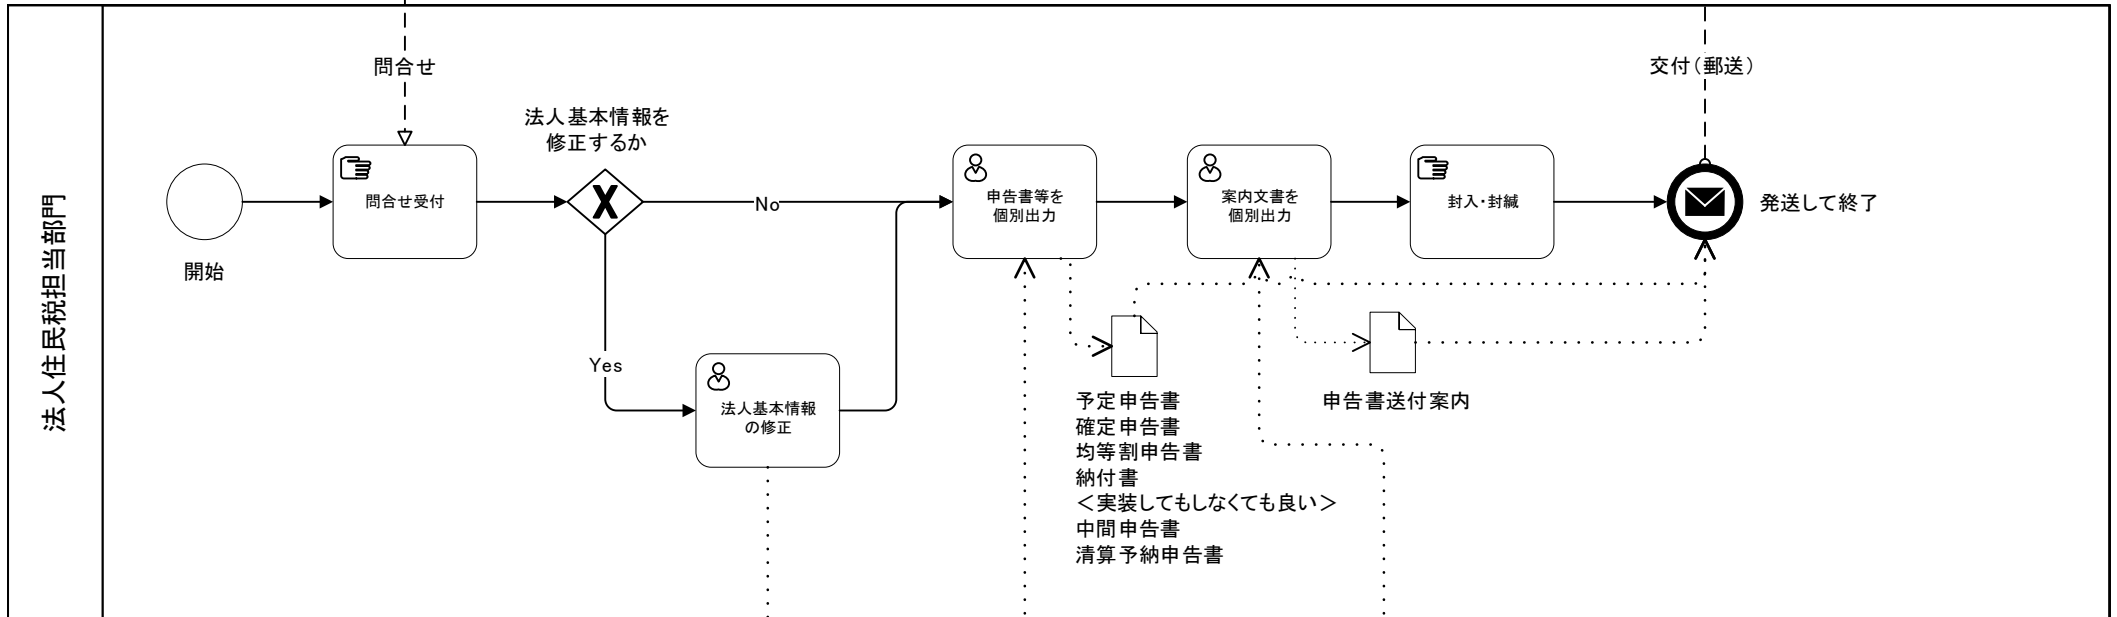 法人住民税担当部門
問合せ
交付(郵送)
法人基本情報を
修正するか
開始
問合せ受付
No
Yes
法人基本情報
の修正
申告書等を
個別出力
案内文書を
個別出力
封入・封緘
発送して終了
予定申告書
確定申告書
均等割申告書
納付書
<実装してもしなくても良い>
中間申告書
清算予納申告書
申告書送付案内